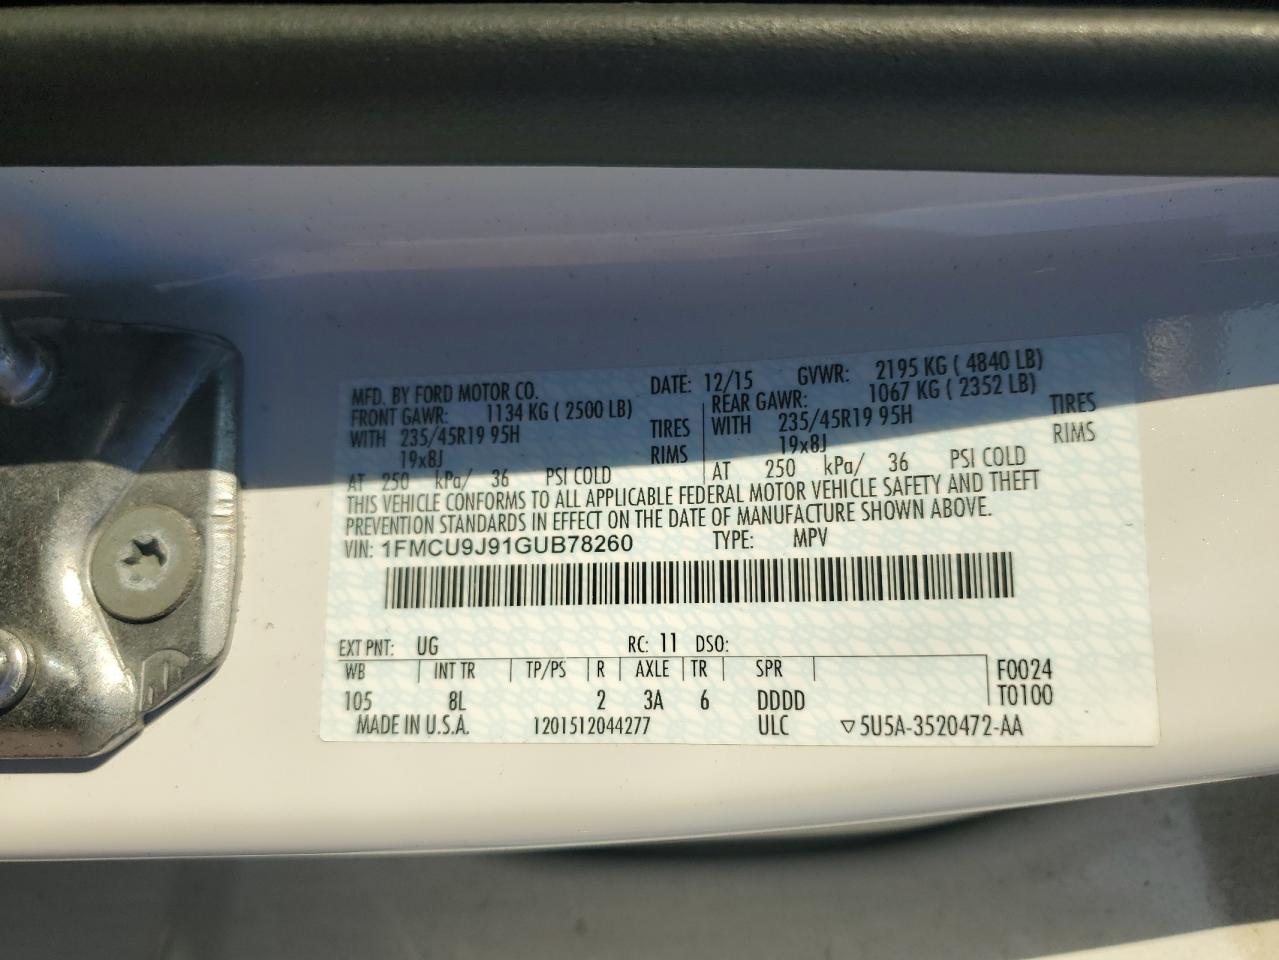 MFD. BY FORD MOTOR CO. DATE: 12/15 GVWR: 2195 KG ( 4840 LB)
FRONT GAWR: 1134 KG ( 2500 LB) REAR GAWR: 1067 KG ( 2352 LB)
WITH 235/45R19 95H TIRES WITH 235/45R19 95H TIRES
19x8J RIMS 19x8J RIMS
AT 250 kPa/ 36 PSI COLD AT 250 kPa/ 36 PSI COLD
THIS VEHICLE CONFORMS TO ALL APPLICABLE FEDERAL MOTOR VEHICLE SAFETY AND THEFT
PREVENTION STANDARDS IN EFFECT ON THE DATE OF MANUFACTURE SHOWN ABOVE.
VIN: 1FMCU9J91GUB78260 TYPE: MPV
EXT PNT: UG RC: 11 DSO:
WB INT TR TP/PS R AXLE TR SPR F0024
105 8L 2 3A 6 DDDD T0100
MADE IN U.S.A. 1201512044277 ULC ▽5U5A-3520472-AA